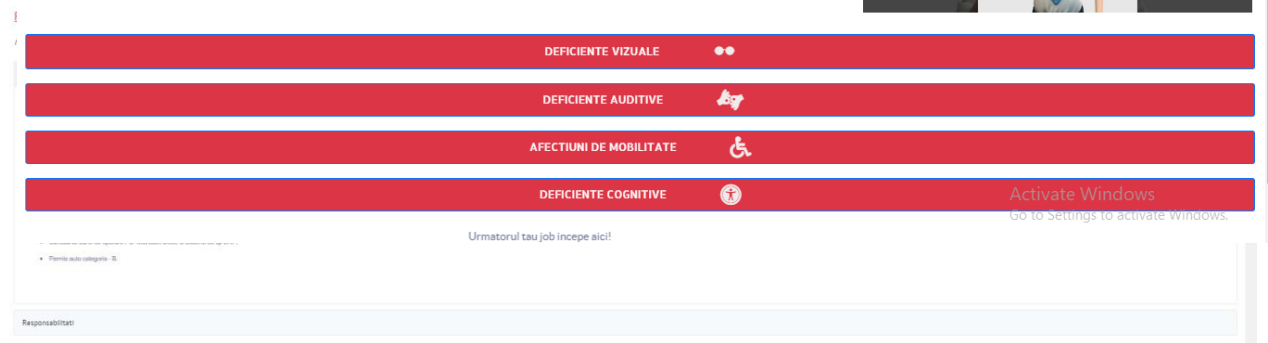 DEFICIENTE VIZUALE
DEFICIENTE AUDITIVE
AFECTIUNI DE MOBILITATE
DEFICIENTE COGNITIVE
Activate Windows
Go to Settings to activate Windows.
Urmatorul tau job incepe aici!
Permis auto categoria - B.
Responsabilitati